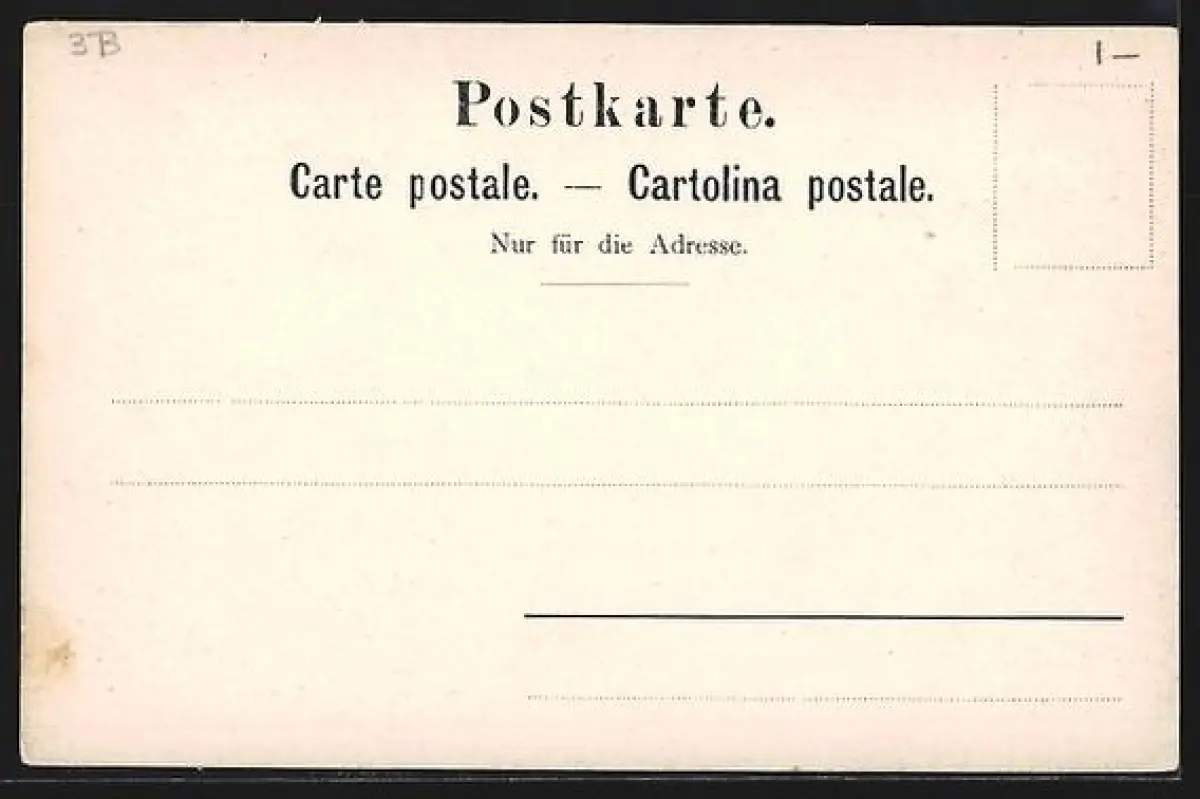 3B
1 —
Postkarte.
Carte postale. — Cartolina postale.
Nur für die Adresse.